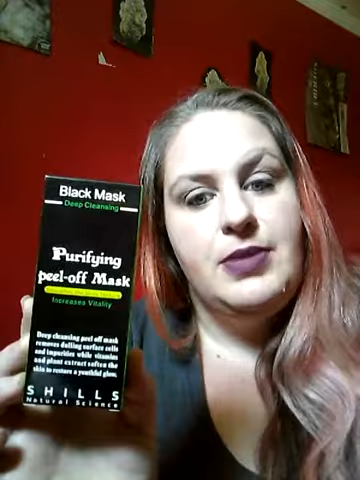 Black Mask
Deep Cleansing
Purifying
peel-off Mask
Increases Vitality
Deep cleansing peel off mask
removes dulling surface cells
and impurities while vitamins
and plant extract soften the
skin to restore a youthful glow.
SHILLS
Natural Science